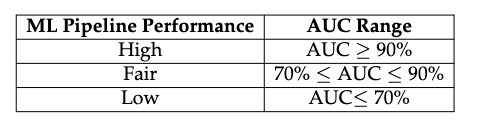 ML Pipeline Performance AUC Range
High AUC ≥ 90%
Fair 70% ≤ AUC ≤ 90%
Low AUC≤ 70%